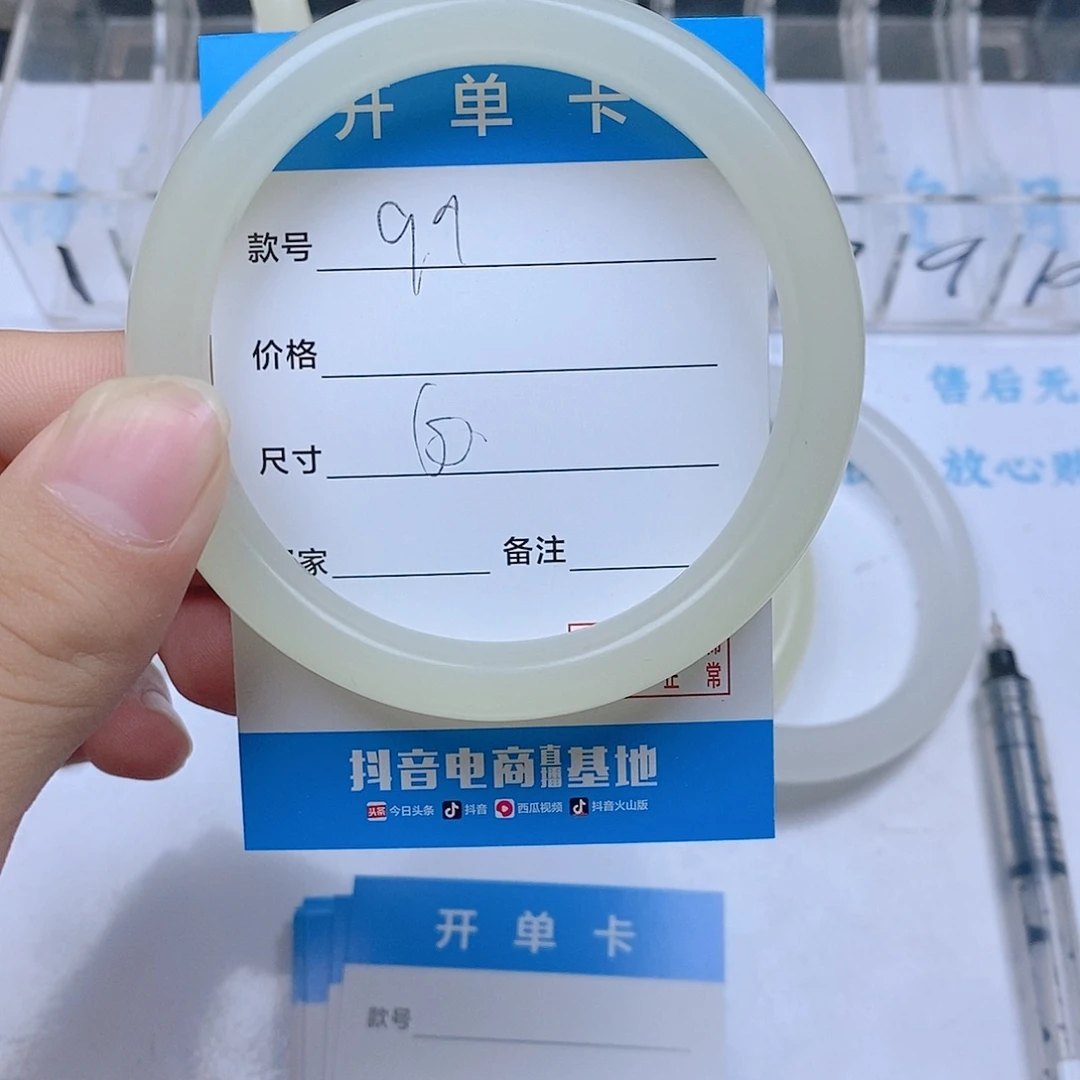 开单卡
款号 99
价格
尺寸
家 备注
常
抖音电商直播基地
今日头条 抖音 西瓜视频 抖音火山版
开单卡
款号
9
售后无
放心购